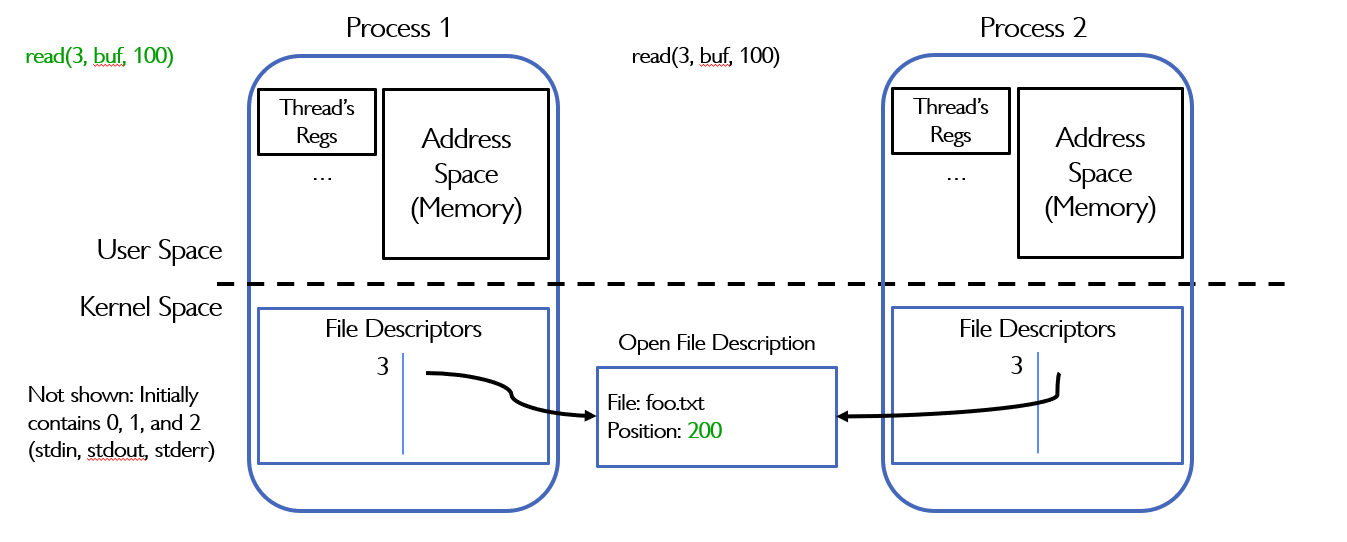 Process 1
Process 2
read(3, buf, 100)
read(3, buf, 100)
Thread's
Regs
...
Address
Space
(Memory)
Thread's
Regs
...
Address
Space
(Memory)
User Space
Kernel Space
File Descriptors
3
Open File Description
File: foo.txt
Position: 200
File Descriptors
3
Not shown: Initially
contains 0, 1, and 2
(stdin, stdout, stderr)